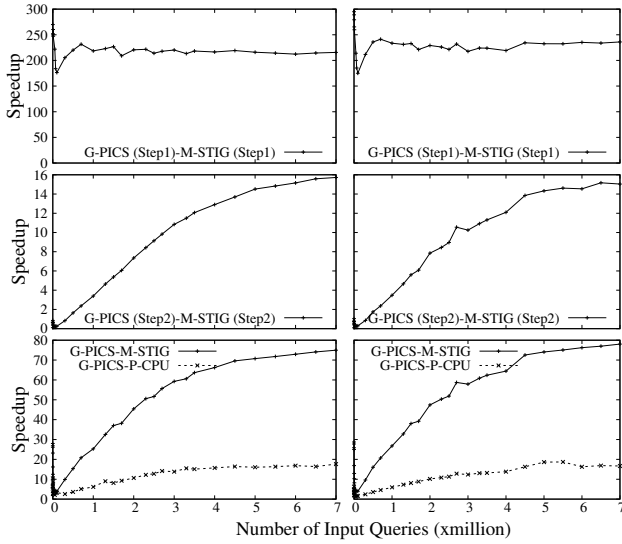 300
250
200
150
100
50
0
Speedup
G-PICS (Step1)-M-STIG (Step1)
G-PICS (Step1)-M-STIG (Step1)
16
14
12
10
8
6
4
2
0
Speedup
G-PICS (Step2)-M-STIG (Step2)
G-PICS (Step2)-M-STIG (Step2)
80
70
60
50
40
30
20
10
0
Speedup
G-PICS-M-STIG
G-PICS-P-CPU
G-PICS-M-STIG
G-PICS-P-CPU
0 1 2 3 4 5 6 7
0 1 2 3 4 5 6 7
Number of Input Queries (xmillion)